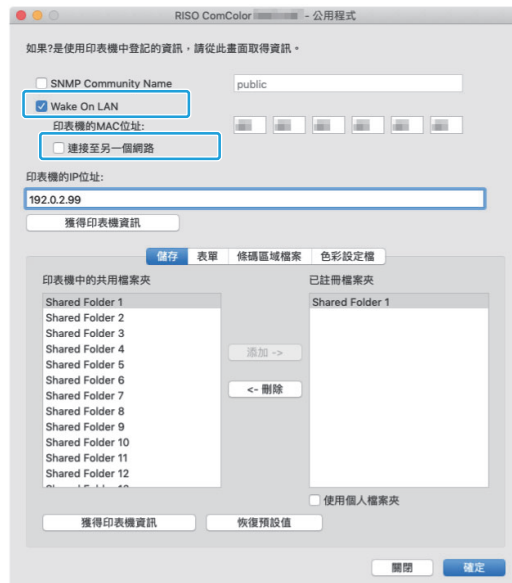 RISO ComColor - 公用程式
如果?是使用印表機中登記的資訊，請從此畫面取得資訊。
SNMP Community Name
public
Wake On LAN
印表機的MAC位址:
連接至另一個網路
印表機的IP位址:
192.0.2.99
獲得印表機資訊
儲存 表單 條碼區域檔案 色彩設定檔
印表機中的共用檔案夾
已註冊檔案夾
Shared Folder 1
Shared Folder 2
Shared Folder 3
Shared Folder 4
Shared Folder 5
Shared Folder 6
Shared Folder 7
Shared Folder 8
Shared Folder 9
Shared Folder 10
Shared Folder 11
Shared Folder 12
添加 ->
<- 刪除
Shared Folder 1
使用個人檔案夾
獲得印表機資訊
恢復預設值
關閉
確定